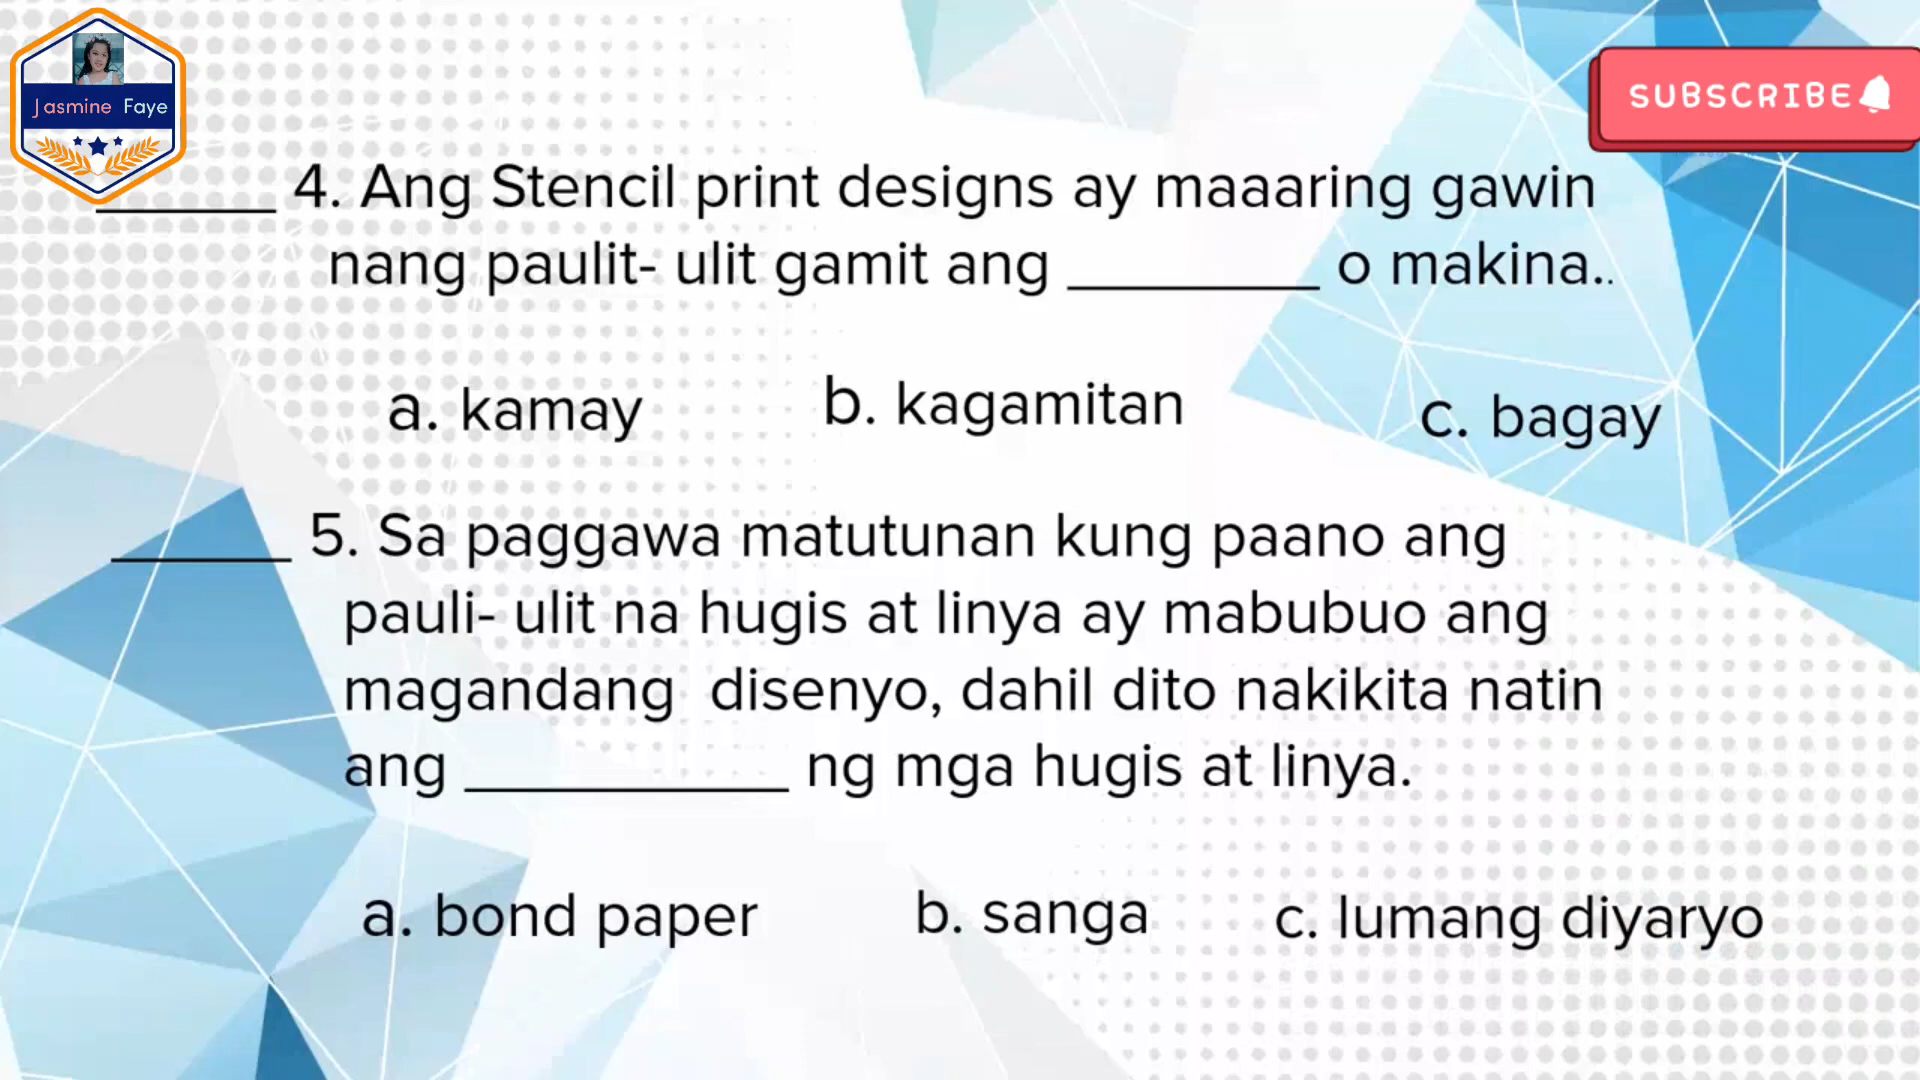 Jasmine Faye
SUBSCRIBE
______ 4. Ang Stencil print designs ay maaaring gawin
nang paulit- ulit gamit ang ________ o makina..
a. kamay
b. kagamitan
c. bagay
______ 5. Sa paggawa matutunan kung paano ang
pauli- ulit na hugis at linya ay mabubuo ang
magandang disenyo, dahil dito nakikita natin
ang __________ ng mga hugis at linya.
a. bond paper
b. sanga
c. lumang diyaryo